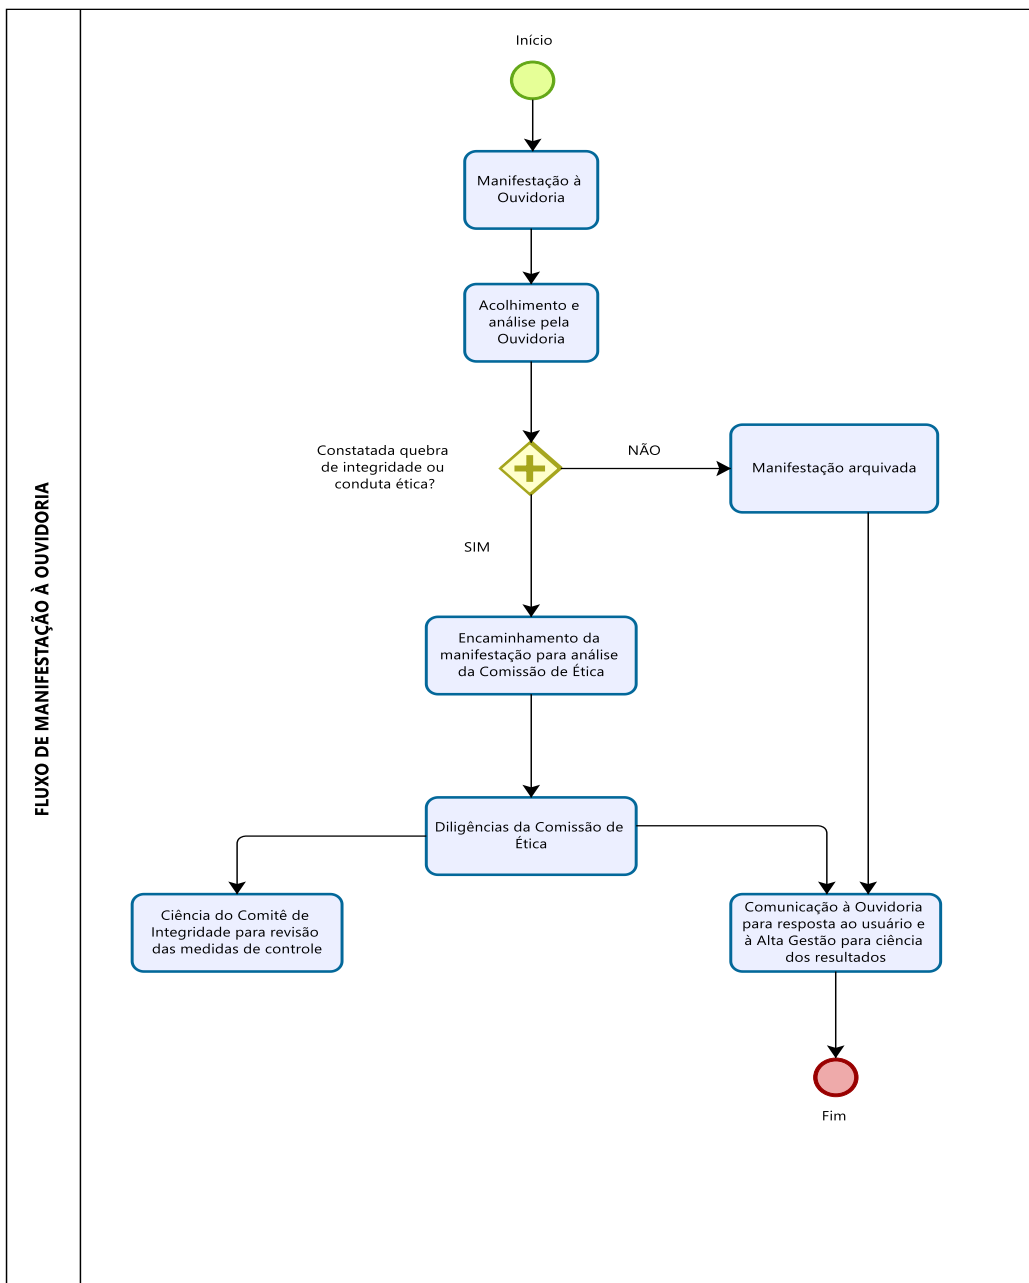 FLUXO DE MANIFESTAÇÃO À OUVIDORIA
Início
Manifestação à
Ouvidoria
Acolhimento e
análise pela
Ouvidoria
Constatada quebra
de integridade ou
conduta ética?
NÃO
Manifestação arquivada
SIM
Encaminhamento da
manifestação para análise
da Comissão de Ética
Diligências da Comissão de
Ética
Ciência do Comitê de
Integridade para revisão
das medidas de controle
Comunicação à Ouvidoria
para resposta ao usuário e
à Alta Gestão para ciência
dos resultados
Fim